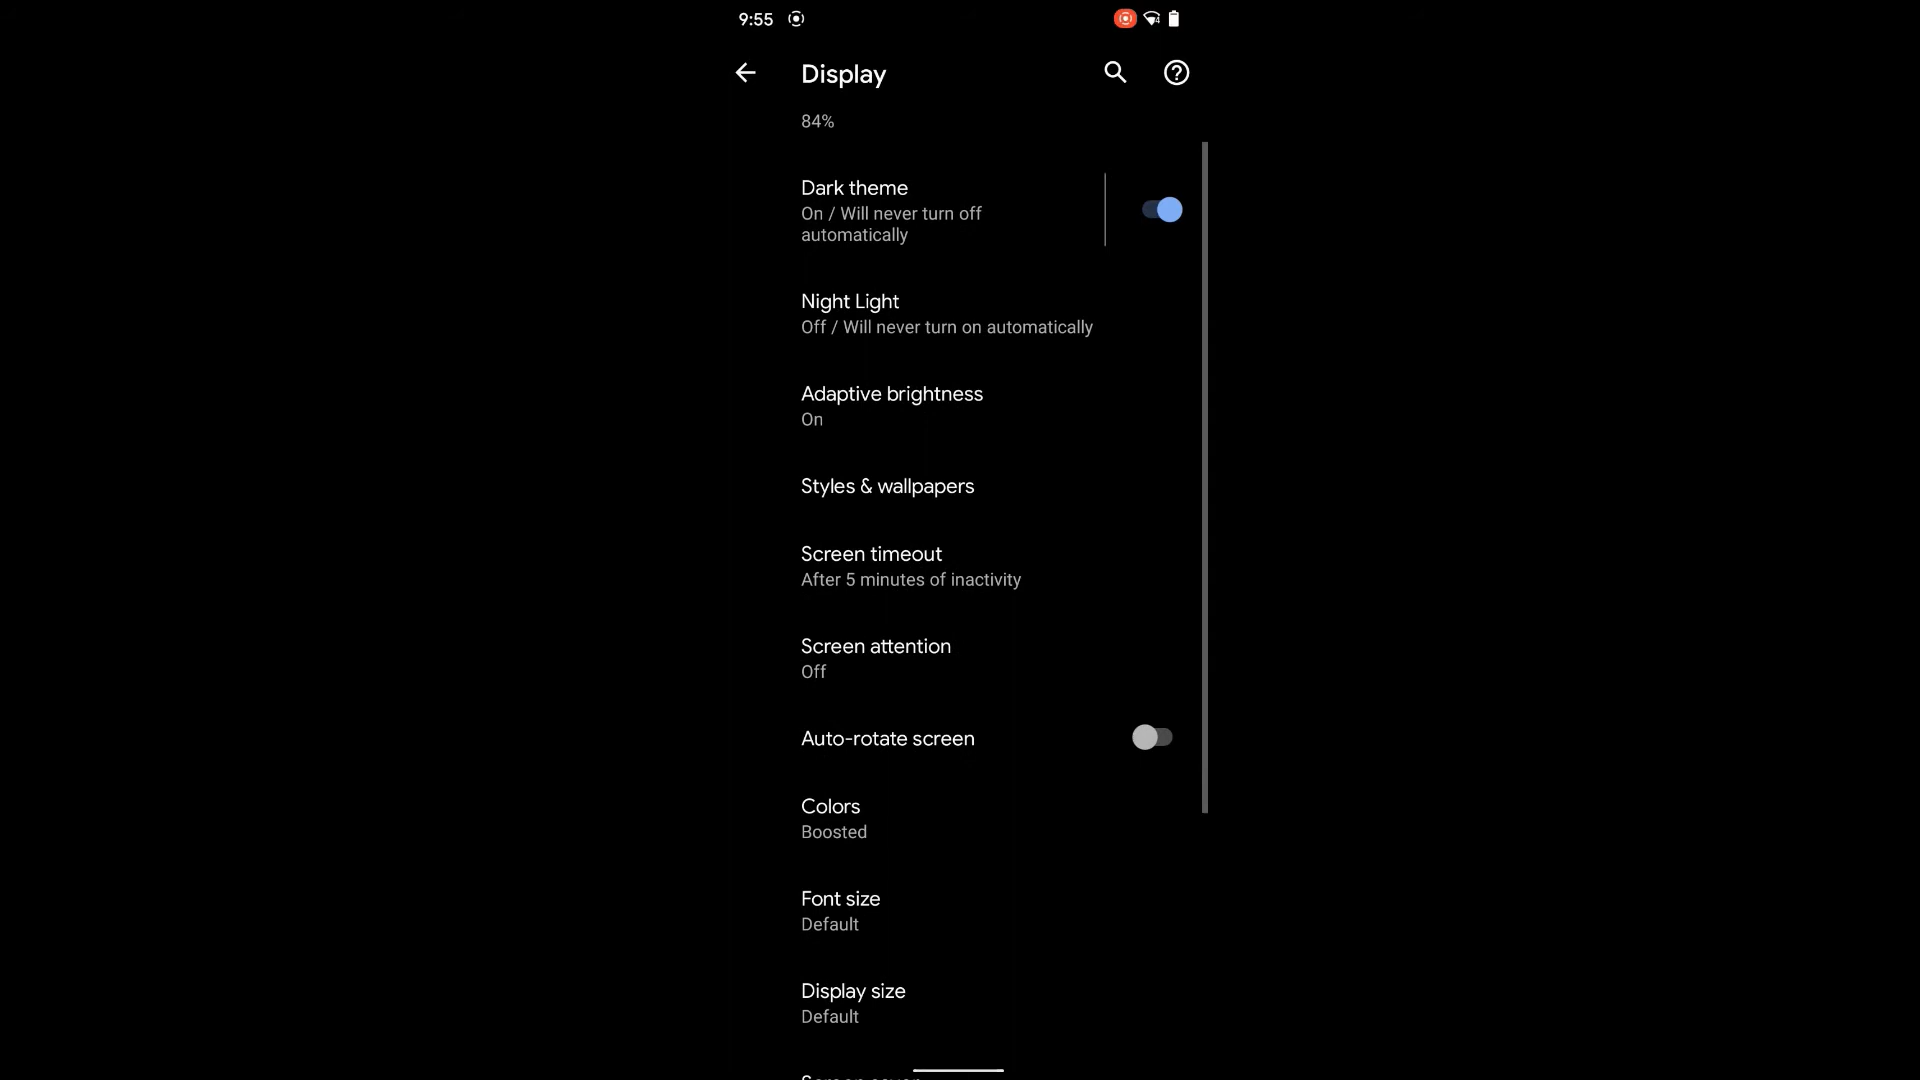 9:55
Display
84%
Dark theme
On / Will never turn off
automatically
Night Light
Off / Will never turn on automatically
Adaptive brightness
On
Styles & wallpapers
Screen timeout
After 5 minutes of inactivity
Screen attention
Off
Auto-rotate screen
Colors
Boosted
Font size
Default
Display size
Default